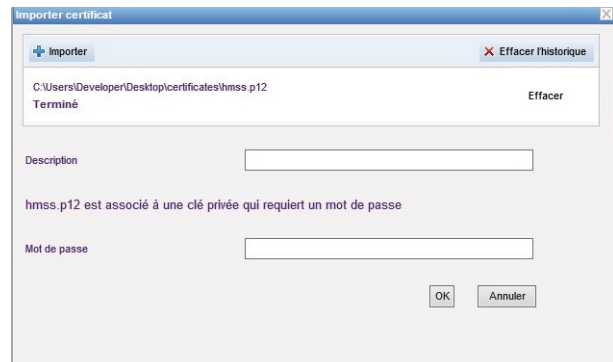 Importer certificat
Importer
Effacer l'historique
C:\Users\Developer\Desktop\certificates\hmss.p12
Terminé
Effacer
Description
hmss.p12 est associé à une clé privée qui requiert un mot de passe
Mot de passe
OK
Annuler